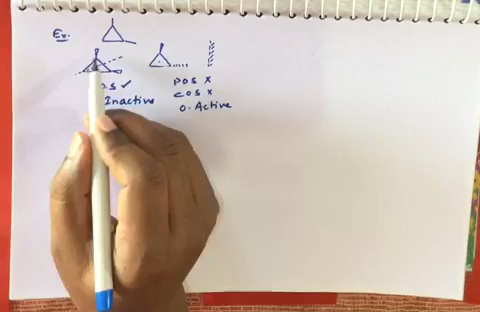 Ex.
POS ×
COS ×
Inactive
O. Active